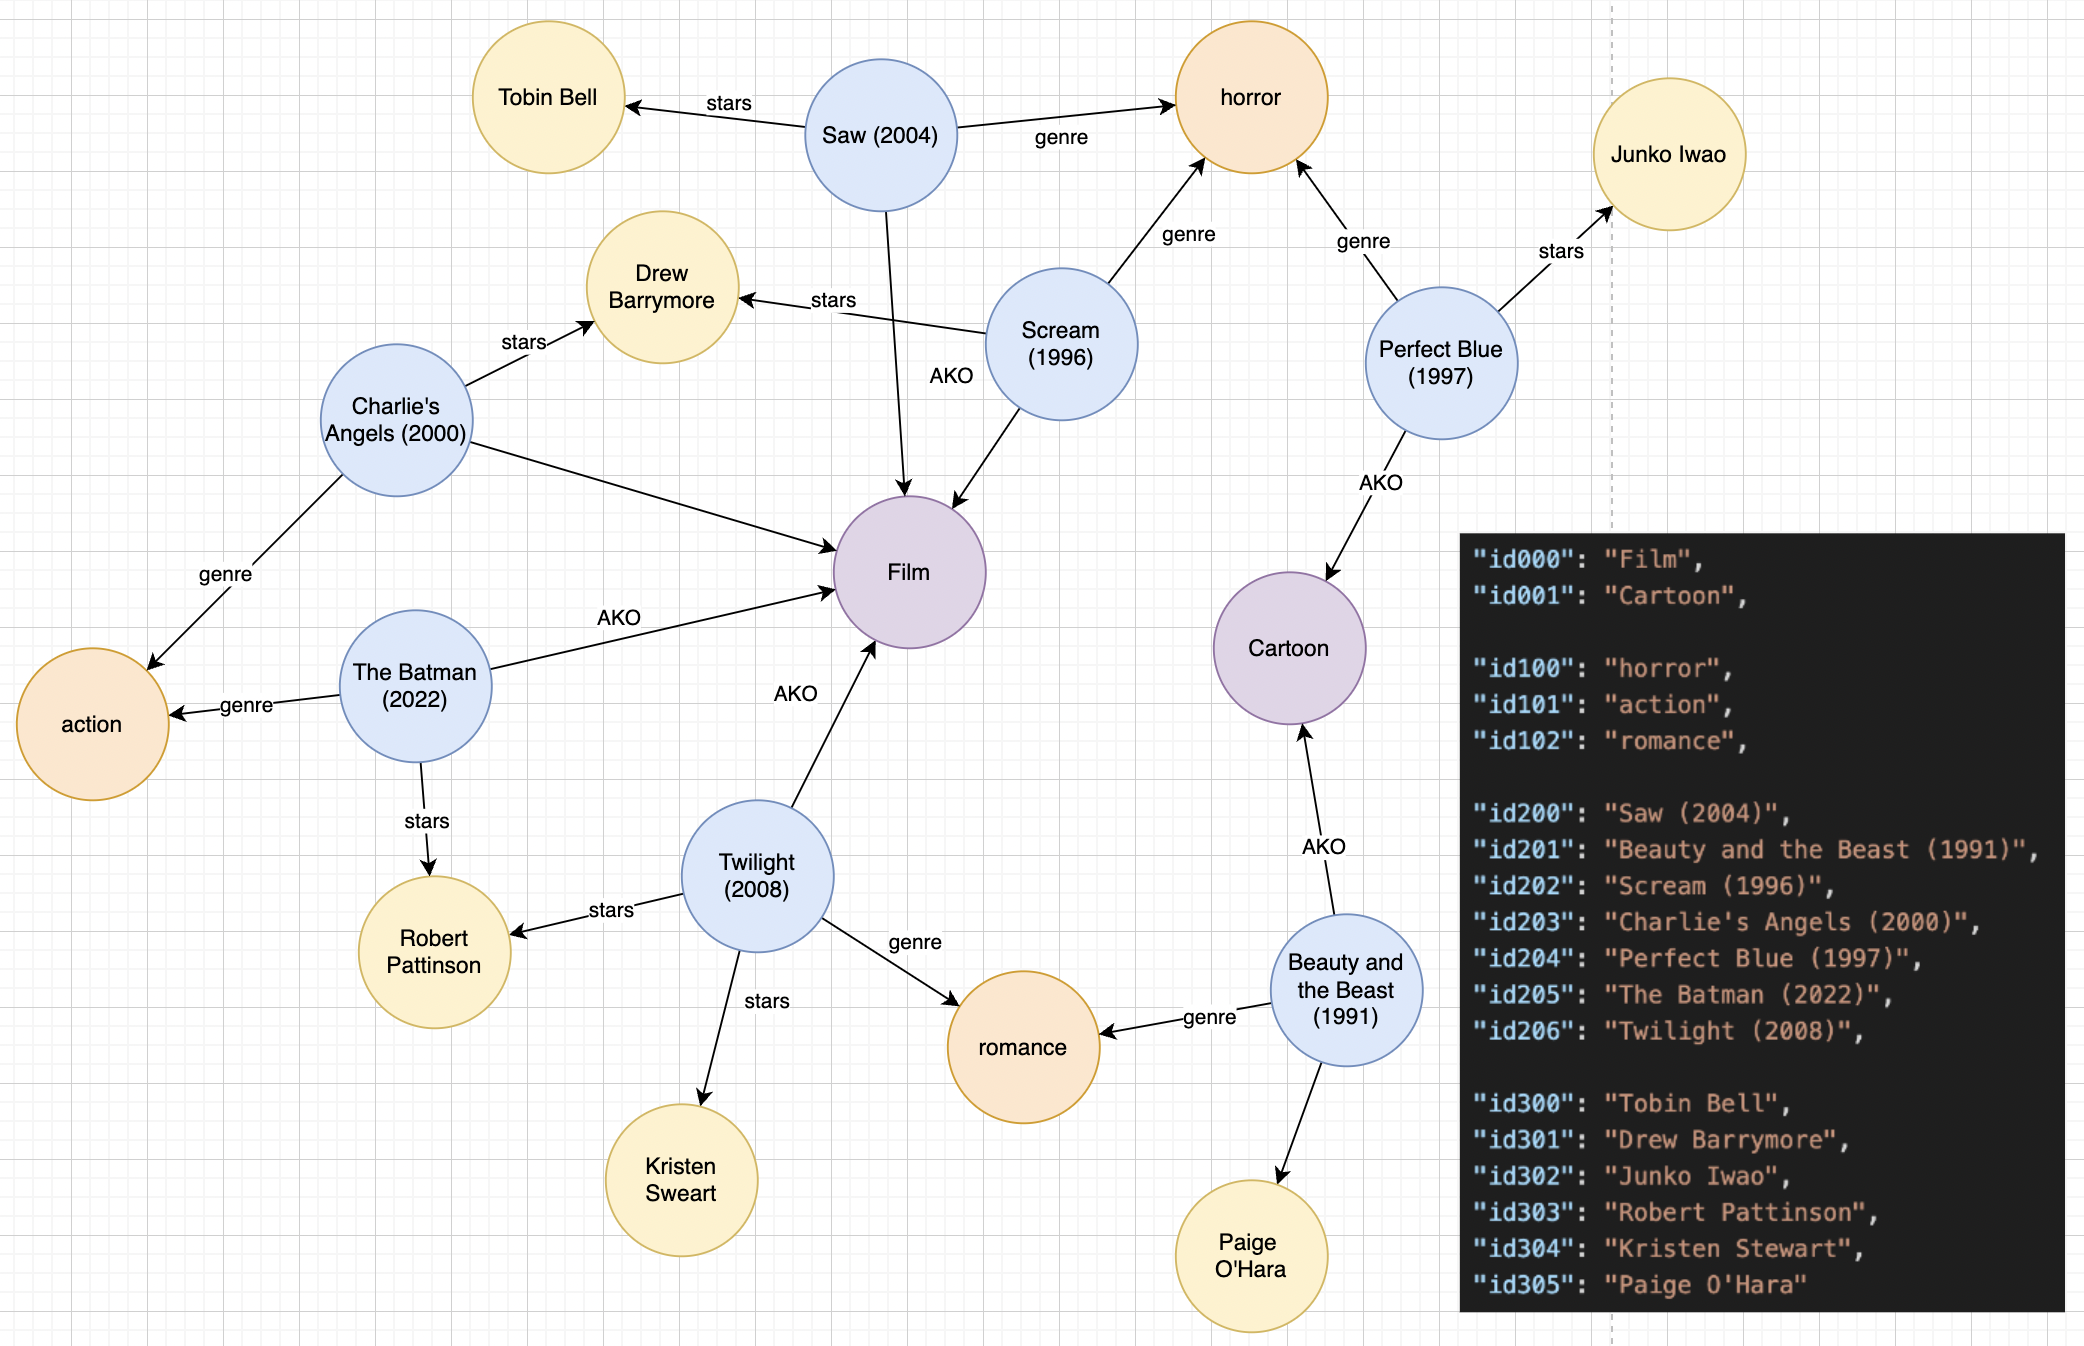 Tobin Bell
stars
Saw (2004)
genre
horror
Junko Iwao
Drew
Barrymore
stars
Scream
(1996)
genre
genre
stars
Perfect Blue
(1997)
stars
Charlie's
Angels (2000)
AKO
AKO
genre
Film
AKO
The Batman
(2022)
genre
action
AKO
Cartoon
stars
Twilight
(2008)
AKO
Robert
Pattinson
stars
genre
stars
romance
genre
Beauty and
the Beast
(1991)
Kristen
Sweart
Paige
O'Hara
"id000": "Film",
"id001": "Cartoon",
"id100": "horror",
"id101": "action",
"id102": "romance",
"id200": "Saw (2004)",
"id201": "Beauty and the Beast (1991)",
"id202": "Scream (1996)",
"id203": "Charlie's Angels (2000)",
"id204": "Perfect Blue (1997)",
"id205": "The Batman (2022)",
"id206": "Twilight (2008)",
"id300": "Tobin Bell",
"id301": "Drew Barrymore",
"id302": "Junko Iwao",
"id303": "Robert Pattinson",
"id304": "Kristen Stewart",
"id305": "Paige O'Hara"